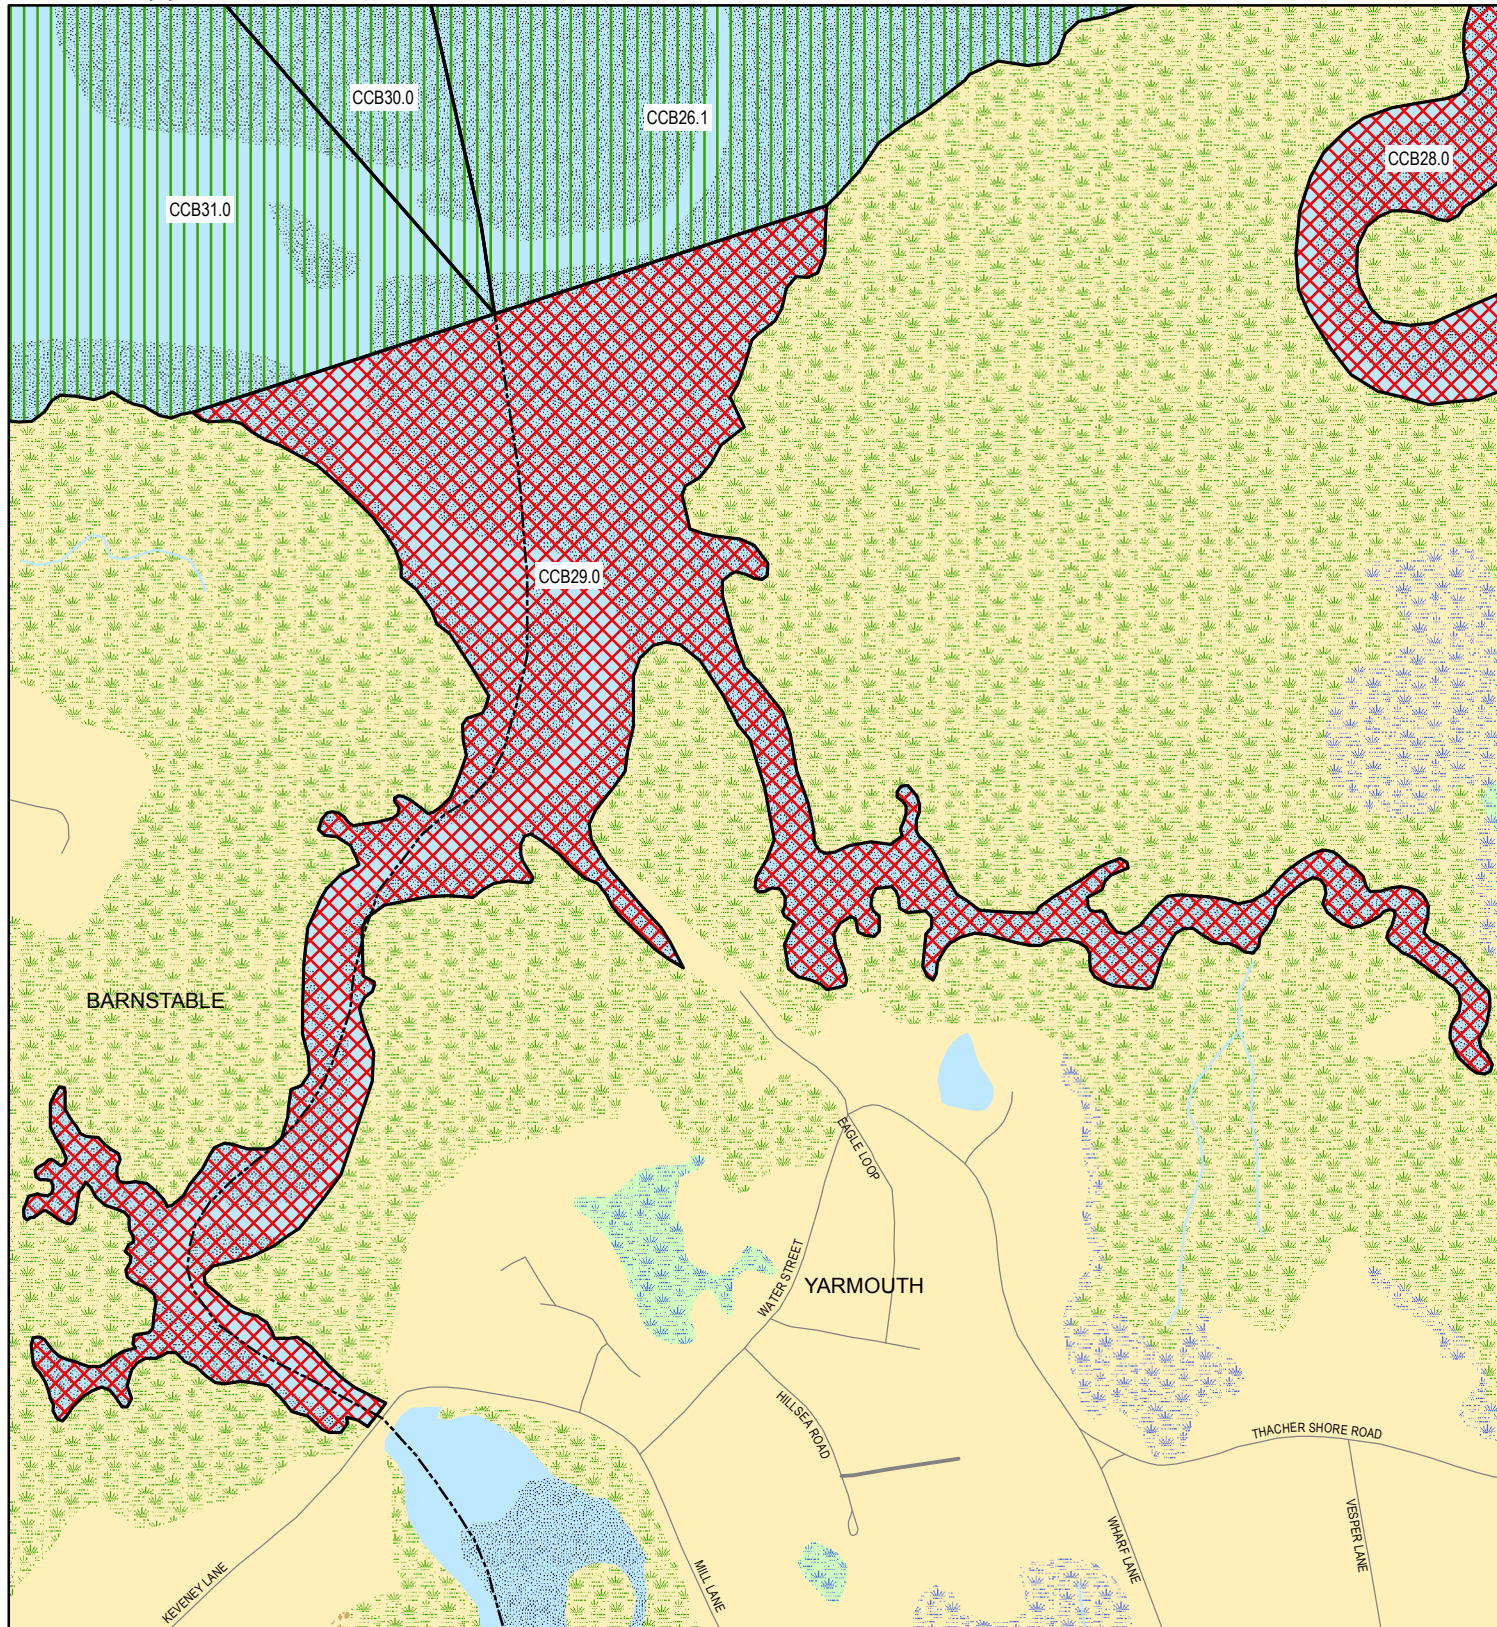 CCB30.0
CCB26.1
CCB28.0
CCB31.0
CCB29.0
BARNSTABLE
EAGLE LOOP
WATER STREET
YARMOUTH
HILLSEA ROAD
THACHER SHORE ROAD
VESPER LANE
WHARF LANE
MILL LANE
KEVENEY LANE